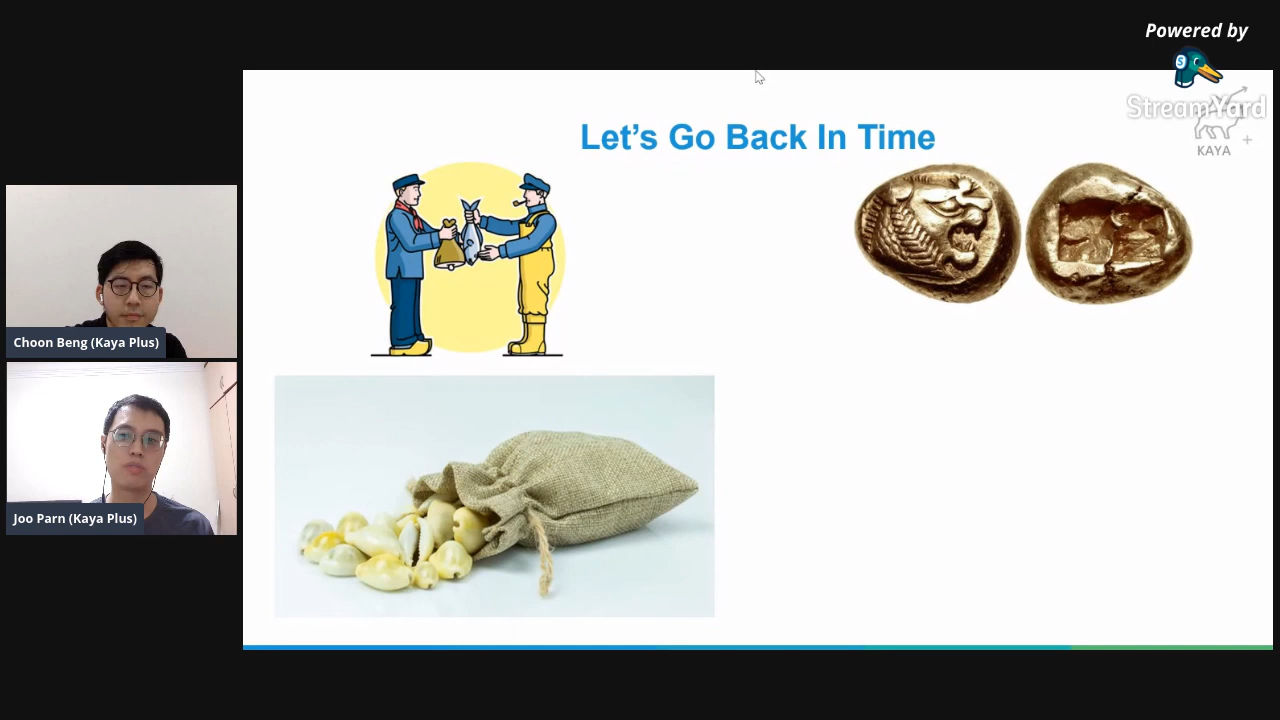 Powered by
StreamYard
KAYA
Let's Go Back In Time
Choon Beng (Kaya Plus)
Joo Parn (Kaya Plus)